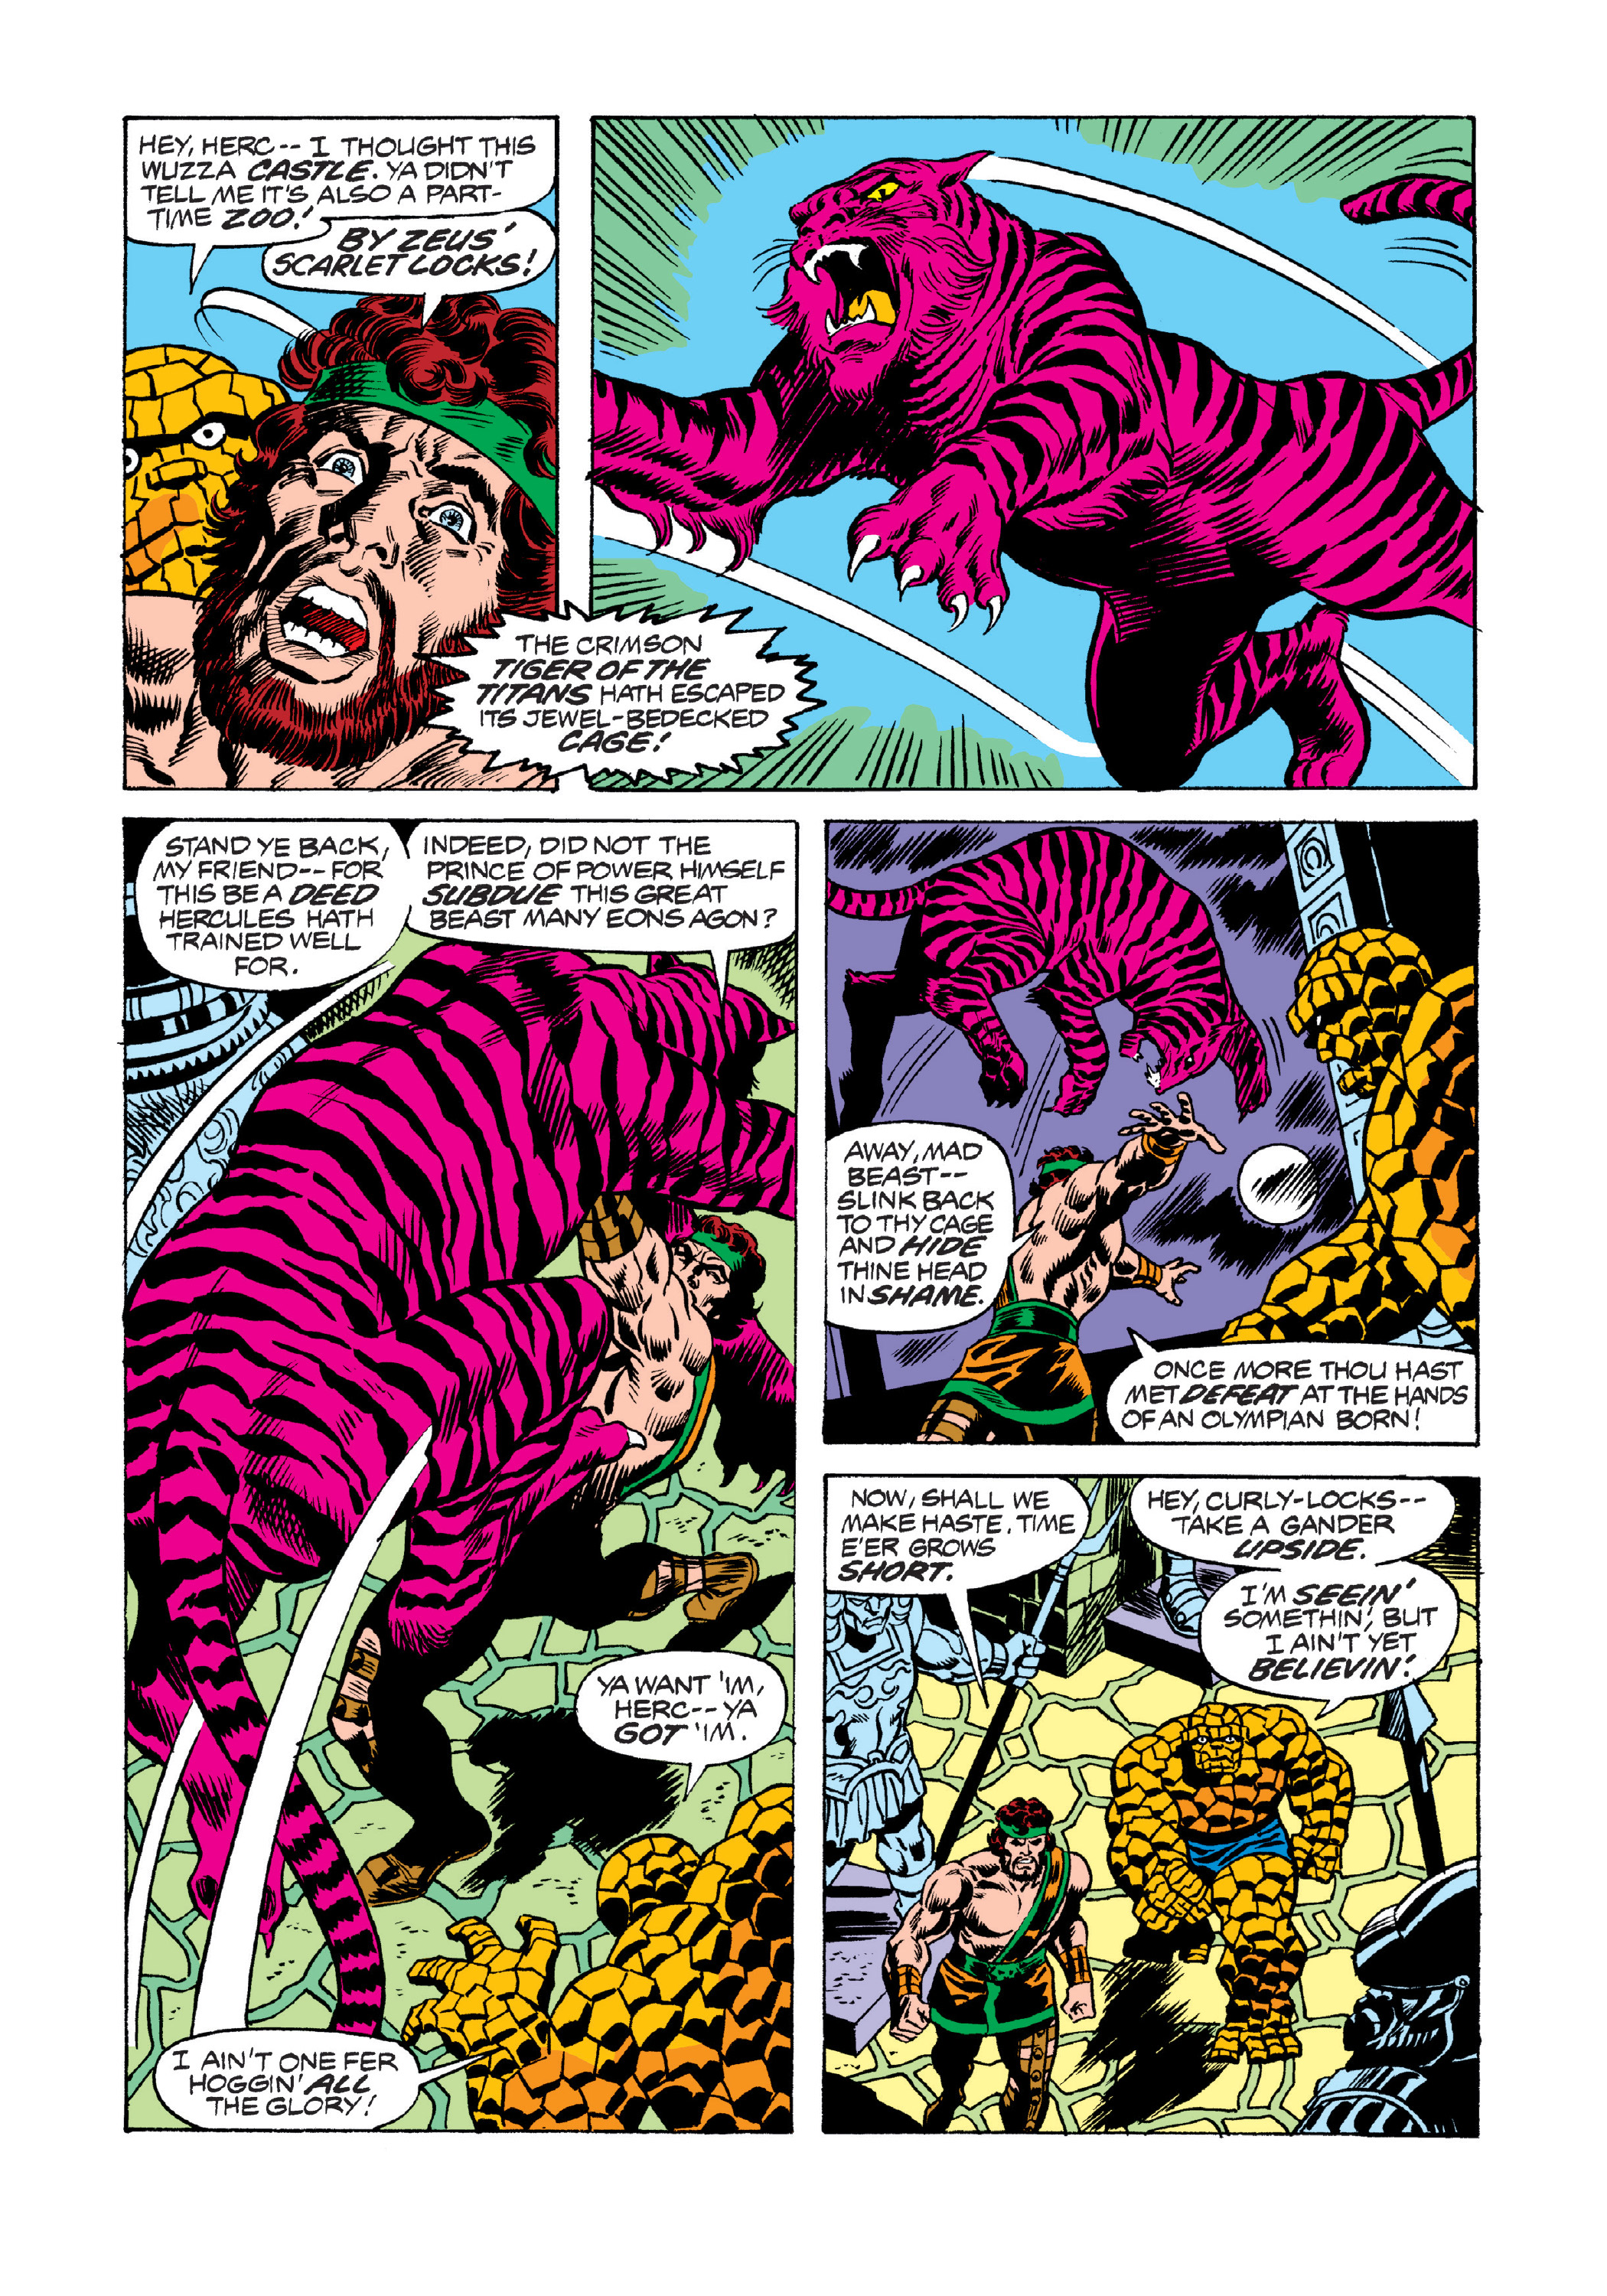 HEY, HERC-- I THOUGHT THIS
WUZZA CASTLE. YA DIDN'T
TELL ME IT'S ALSO A PART-
TIME ZOO!
BY ZEUS'
SCARLET LOCKS!
THE CRIMSON
TIGER OF THE
TITANS HATH ESCAPED
ITS JEWEL-BEDECKED
CAGE!
STAND YE BACK,
MY FRIEND-- FOR
THIS BE A DEED
HERCULES HATH
TRAINED WELL
FOR.
INDEED, DID NOT THE
PRINCE OF POWER HIMSELF
SUBDUE THIS GREAT
BEAST MANY EONS AGON?
YA WANT 'IM,
HERC-- YA
GOT 'IM.
I AIN'T ONE FER
HOGGIN' ALL
THE GLORY!
AWAY, MAD
BEAST--
SLINK BACK
TO THY CAGE
AND HIDE
THINE HEAD
IN SHAME.
ONCE MORE THOU HAST
MET DEFEAT AT THE HANDS
OF AN OLYMPIAN BORN!
NOW, SHALL WE
MAKE HASTE. TIME
E'ER GROWS
SHORT.
HEY, CURLY-LOCKS--
TAKE A GANDER
UPSIDE.
I'M SEEIN'
SOMETHIN', BUT
I AIN'T YET
BELIEVIN'.